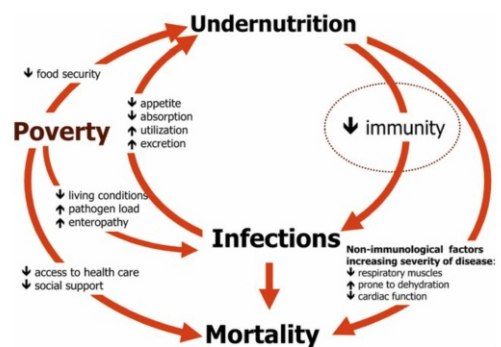 Undernutrition
↓ food security
↓ appetite
↓ absorption
↑ utilization
↑ excretion
Poverty
↓ immunity
↓ living conditions
↑ pathogen load
↑ enteropathy
Infections
Non-immunological factors
increasing severity of disease:
↓ respiratory muscles
↑ prone to dehydration
↓ cardiac function
↓ access to health care
↓ social support
Mortality